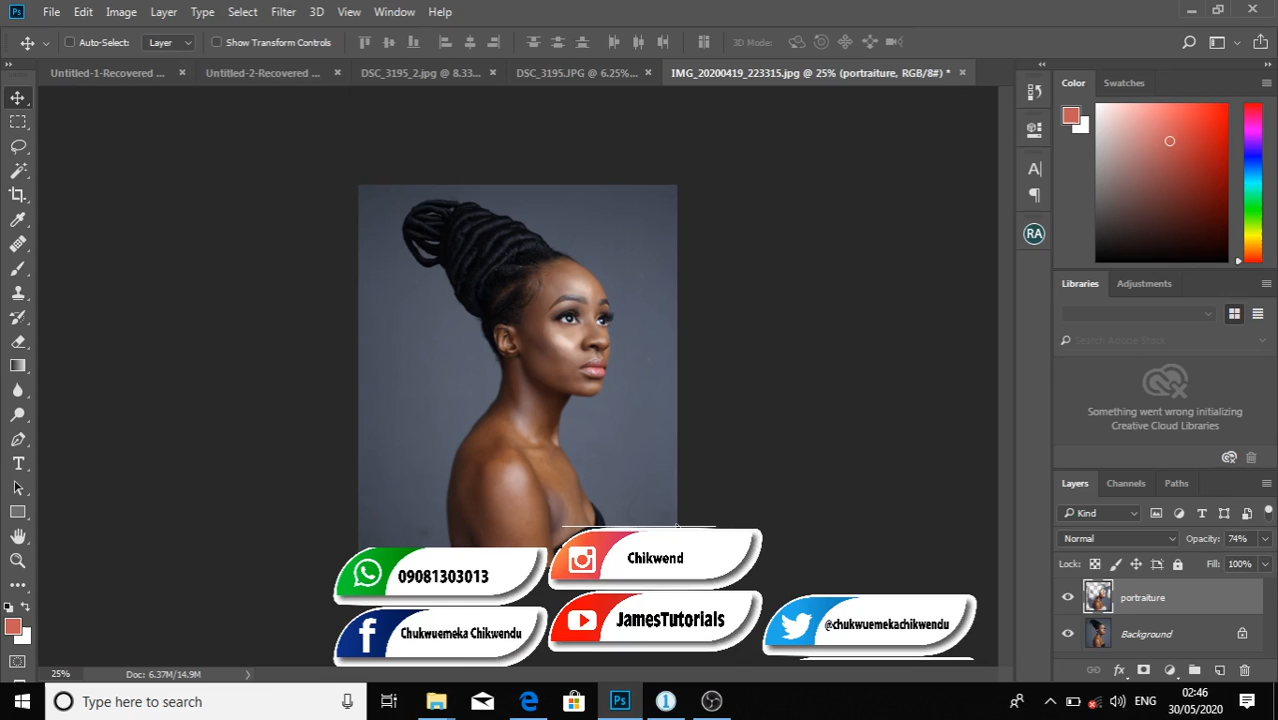 Ps File Edit Image Layer Type Select Filter 3D View Window Help
Auto-Select: Layer Show Transform Controls 3D Mode:
Untitled-1-Recovered ... × Untitled-2-Recovered ... × DSC_3195_2.jpg @ 8.33... × DSC_3195.JPG @ 6.25%... × IMG_20200419_223315.jpg @ 25% (portraiture, RGB/8#) * ×
Color Swatches
RA
Libraries Adjustments
Search Adobe Stock
Something went wrong initializing
Creative Cloud Libraries
Layers Channels Paths
Kind
Normal Opacity: 74%
Lock: Fill: 100%
portraiture
Background
Chikwend
09081303013
JamesTutorials
@chukwuemekachikwendu
Chukwuemeka Chikwendu
25% Doc: 6.37M/14.9M
Type here to search
ENG
02:46
30/05/2020